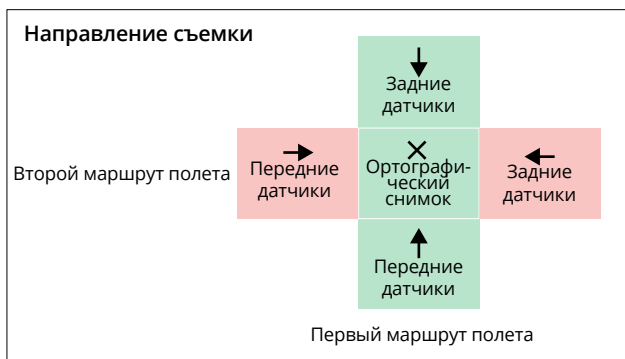 Направление съемки
Задние
датчики
Второй маршрут полета
Передние
датчики
Ортографи-
ческий
снимок
Задние
датчики
Передние
датчики
Первый маршрут полета